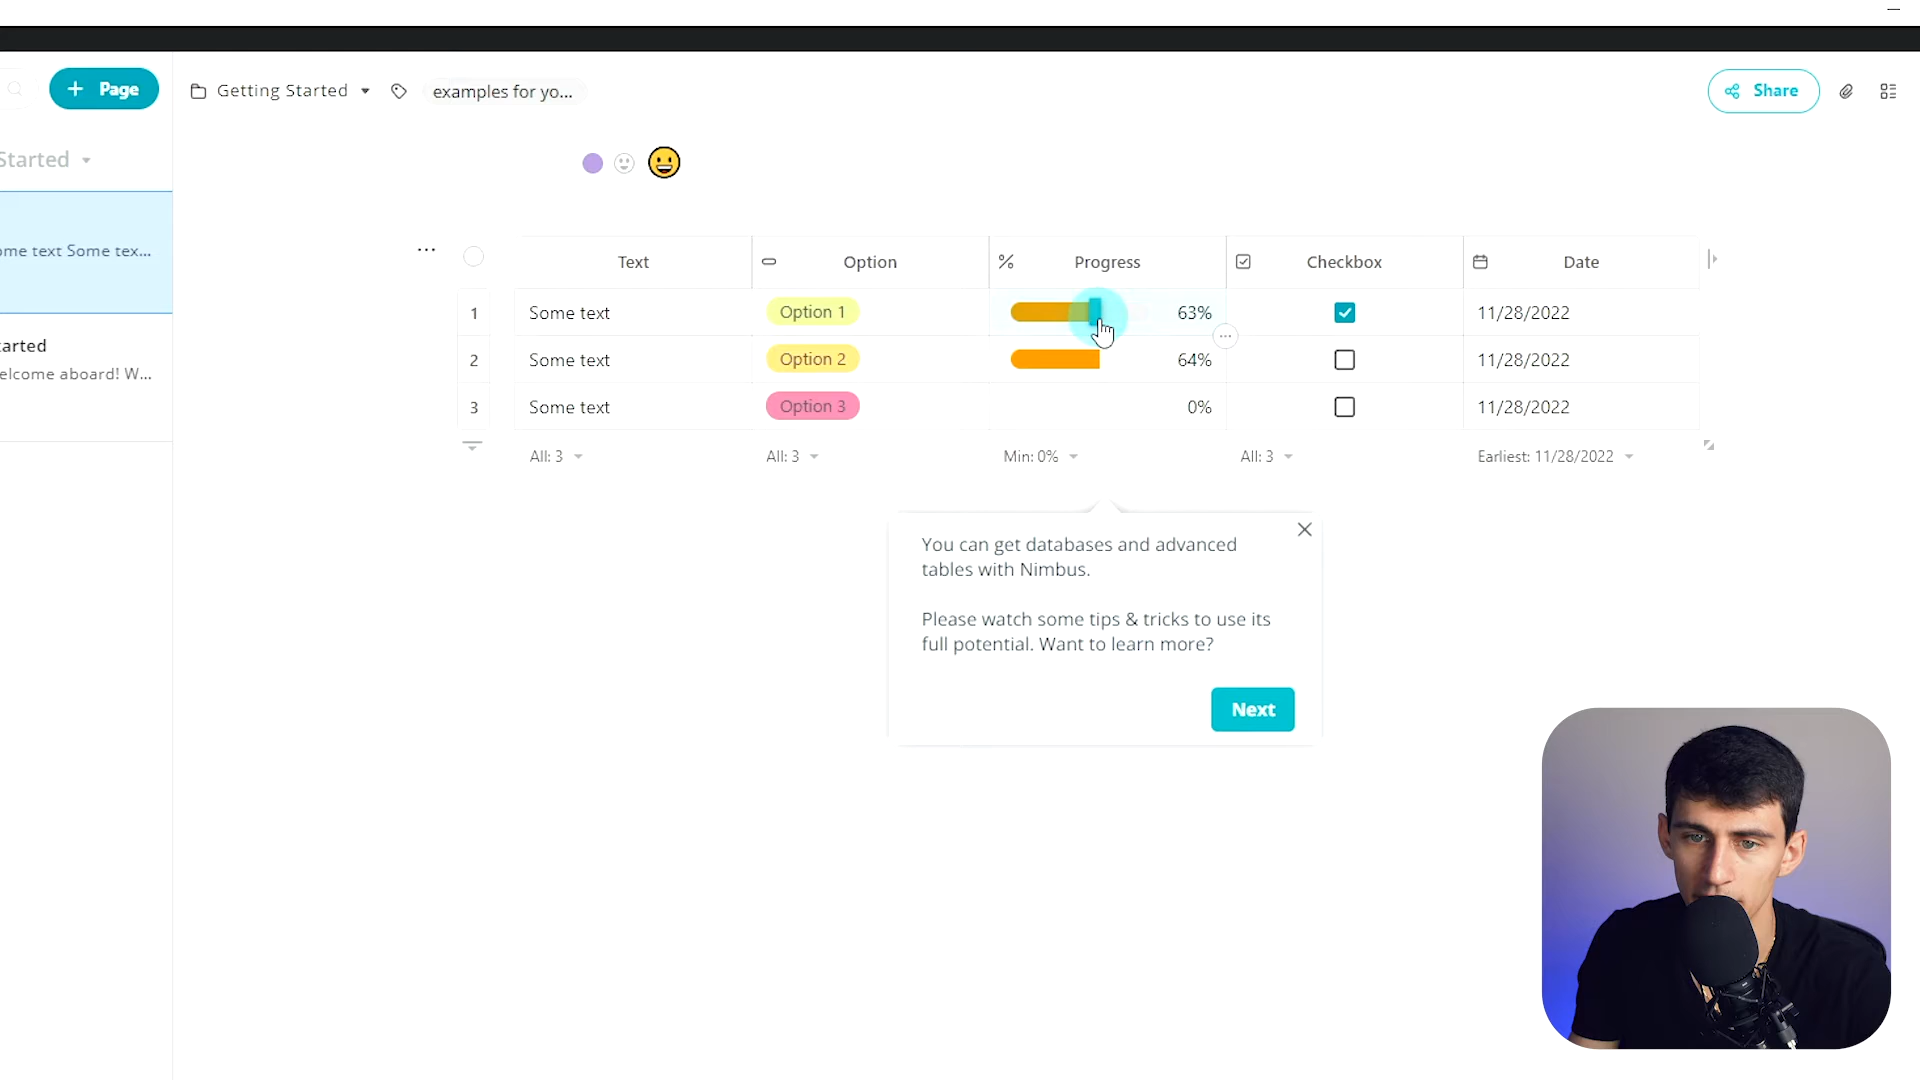 + Page
Getting Started
examples for yo...
Share
Started
ome text Some tex...
arted
elcome aboard! W...
Text Option % Progress Checkbox Date
1 Some text Option 1 63% 11/28/2022
2 Some text Option 2 64% 11/28/2022
3 Some text Option 3 0% 11/28/2022
All: 3 All: 3 Min: 0% All: 3 Earliest: 11/28/2022
You can get databases and advanced
tables with Nimbus.
Please watch some tips & tricks to use its
full potential. Want to learn more?
Next